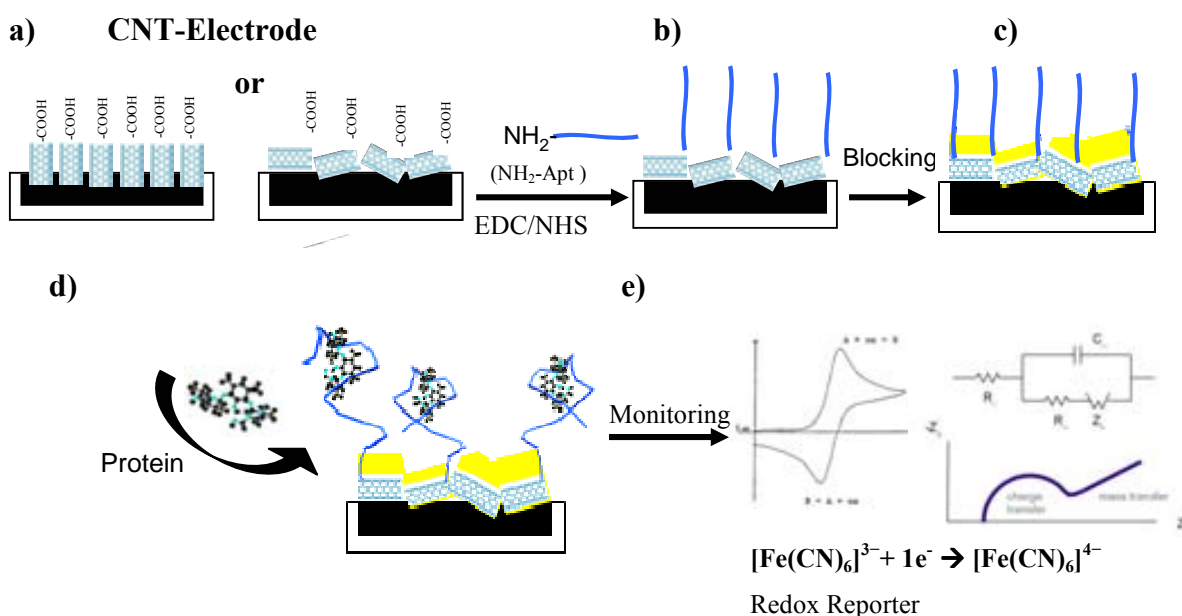 a) CNT-Electrode
b)
c)
or
-COOH
-COOH
-COOH
-COOH
-COOH
-COOH
-COOH
-COOH
-COOH
-COOH
NH2-
(NH2-Apt )
EDC/NHS
Blocking
d)
e)
Protein
Monitoring
charge
transfer
mass transfer
[Fe(CN)6]3− + 1e- → [Fe(CN)6]4−
Redox Reporter